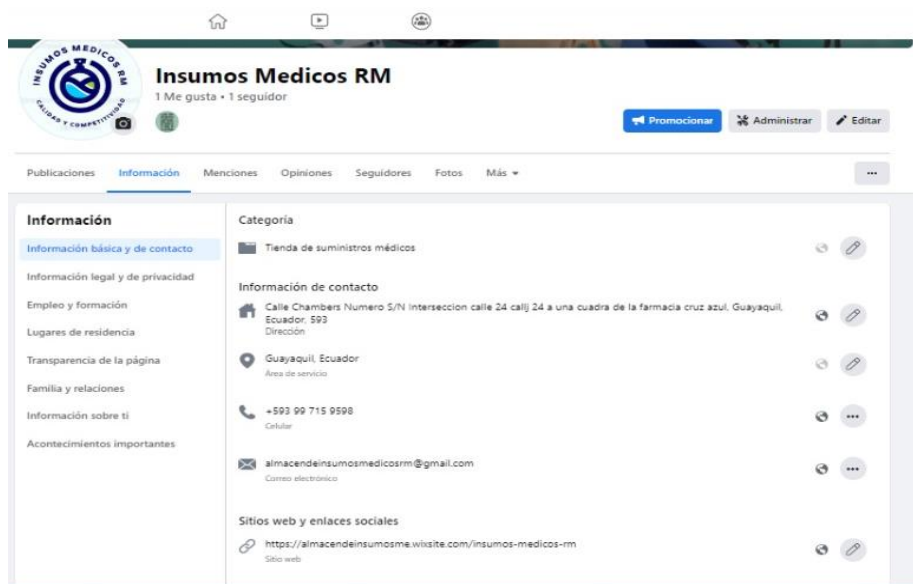 INSUMOS MEDICOS RM
CALIDAD Y COMPETITIVIDAD
Insumos Medicos RM
1 Me gusta • 1 seguidor
Promocionar
Administrar
Editar
Publicaciones
Información
Menciones
Opiniones
Seguidores
Fotos
Más
Información
Información básica y de contacto
Información legal y de privacidad
Empleo y formación
Lugares de residencia
Transparencia de la página
Familia y relaciones
Información sobre ti
Acontecimientos importantes
Categoría
Tienda de suministros médicos
Información de contacto
Calle Chambers Numero S/N Interseccion calle 24 callj 24 a una cuadra de la farmacia cruz azul, Guayaquil,
Ecuador, 593
Dirección
Guayaquil, Ecuador
Área de servicio
+593 99 715 9598
Celular
almacendeinsumosmedicosrm@gmail.com
Correo electrónico
Sitios web y enlaces sociales
https://almacendeinsumosme.wixsite.com/insumos-medicos-rm
Sitio web